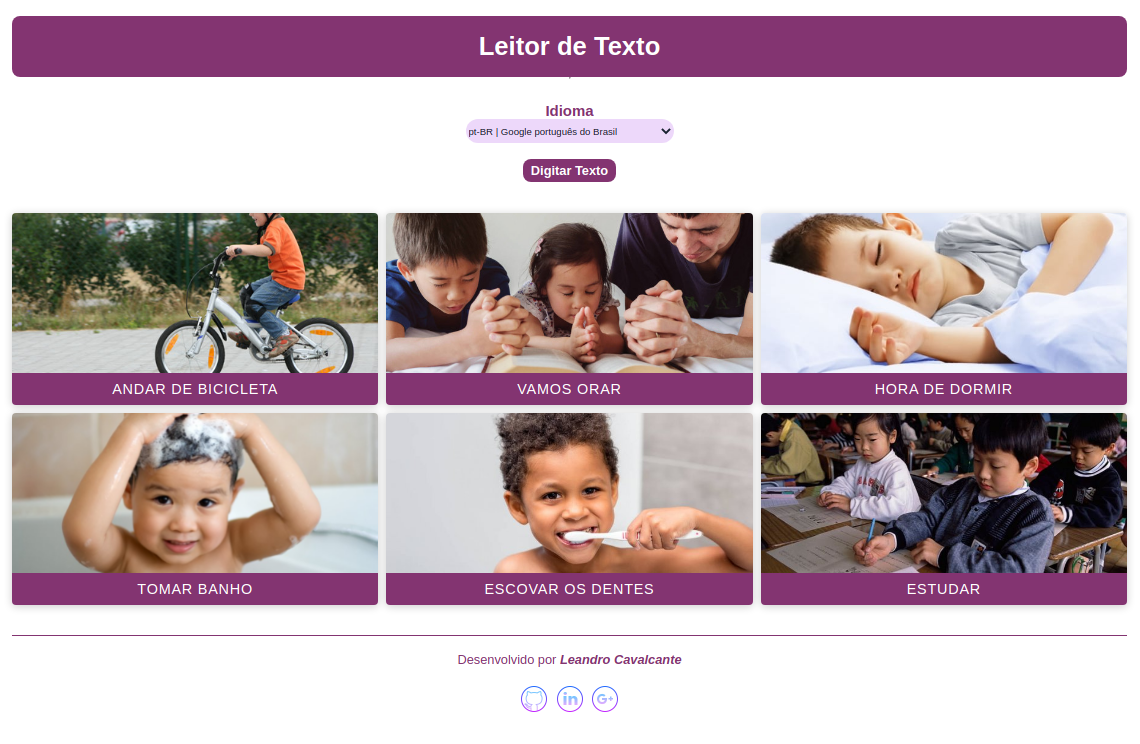 Leitor de Texto
Idioma
pt-BR | Google português do Brasil
Digitar Texto
ANDAR DE BICICLETA
VAMOS ORAR
HORA DE DORMIR
TOMAR BANHO
ESCOVAR OS DENTES
ESTUDAR
Desenvolvido por Leandro Cavalcante
in
G+